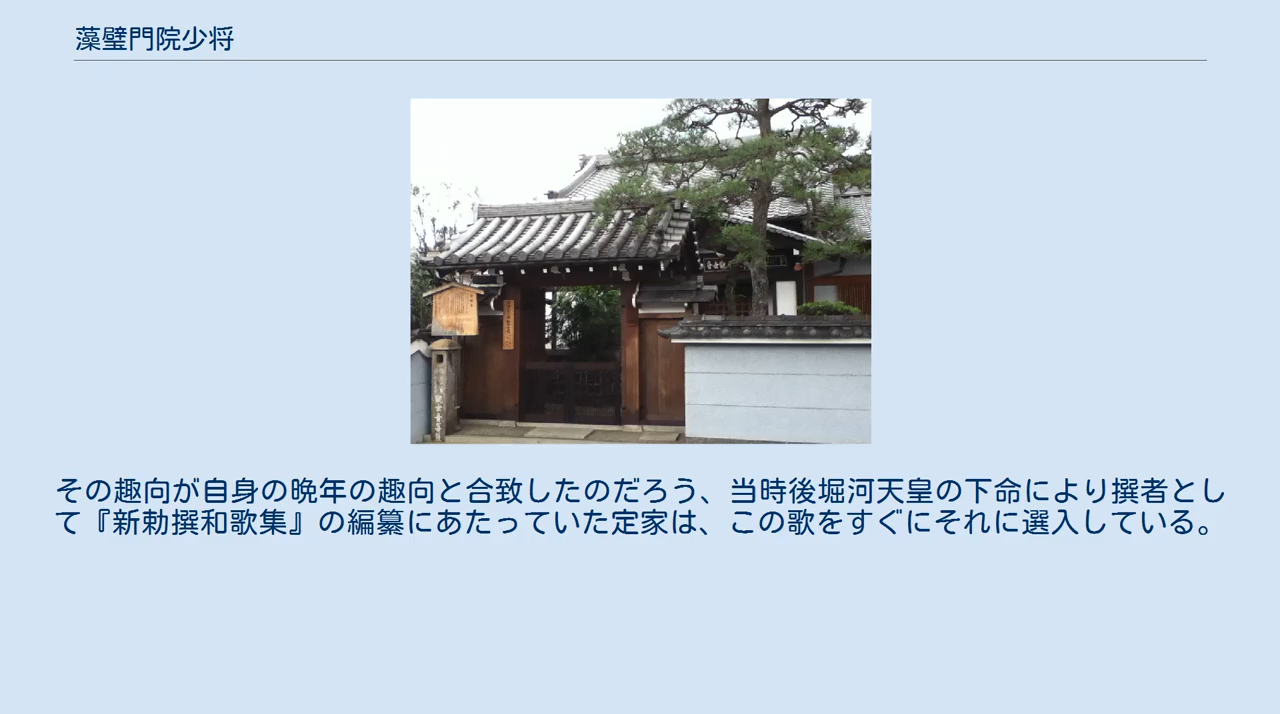 藻璧門院少将
その趣向が自身の晩年の趣向と合致したのだろう、当時後堀河天皇の下命により撰者とし
て『新勅撰和歌集』の編纂にあたっていた定家は、この歌をすぐにそれに選入している。